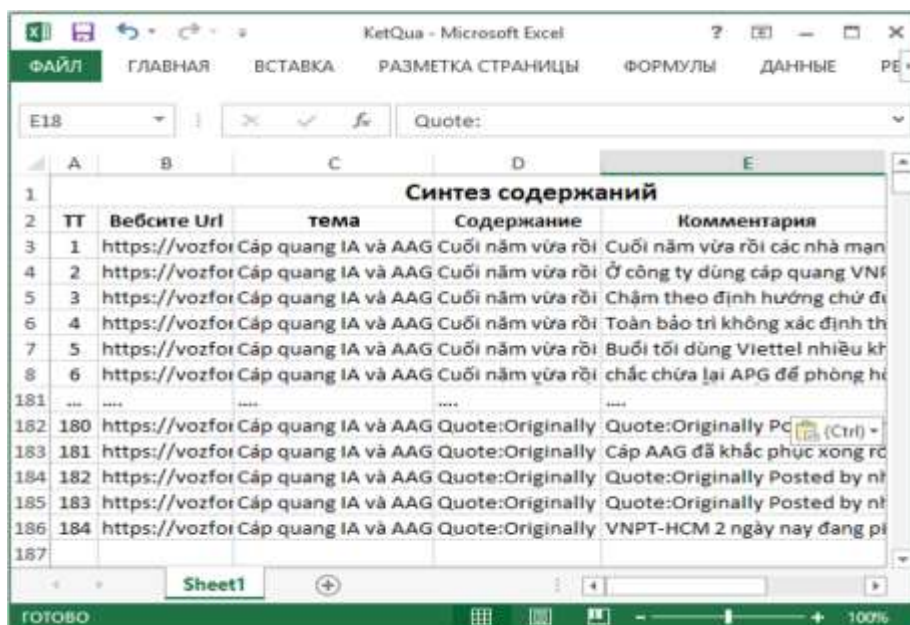 KetQua - Microsoft Excel ?
ФАЙЛ ГЛАВНАЯ ВСТАВКА РАЗМЕТКА СТРАНИЦЫ ФОРМУЛЫ ДАННЫЕ РЕ
E18 fx Quote:
A B C D E
1 Синтез содержаний
2 ТТ Вебсите Url тема Содержание Комментария
3 1 https://vozfor Cáp quang IA và AAG Cuối năm vừa rồi Cuối năm vừa rồi các nhà mạn
4 2 https://vozfor Cáp quang IA và AAG Cuối năm vừa rồi Ở công ty dùng cáp quang VNP
5 3 https://vozfor Cáp quang IA và AAG Cuối năm vừa rồi Chậm theo định hướng chứ đu
6 4 https://vozfor Cáp quang IA và AAG Cuối năm vừa rồi Toàn bảo trì không xác định th
7 5 https://vozfor Cáp quang IA và AAG Cuối năm vừa rồi Buổi tối dùng Viettel nhiều kh
8 6 https://vozfor Cáp quang IA và AAG Cuối năm vừa rồi chắc chừa lại APG để phòng
181 ... .... .... .... ....
182 180 https://vozfor Cáp quang IA và AAG Quote:Originally Quote:Originally Po (Ctrl)
183 181 https://vozfor Cáp quang IA và AAG Quote:Originally Cáp AAG đã khắc phục xong
184 182 https://vozfor Cáp quang IA và AAG Quote:Originally Quote:Originally Posted by nh
185 183 https://vozfor Cáp quang IA và AAG Quote:Originally Quote:Originally Posted by nh
186 184 https://vozfor Cáp quang IA và AAG Quote:Originally VNPT-HCM 2 ngày nay đang
187
Sheet1
ГОТОВО 100%